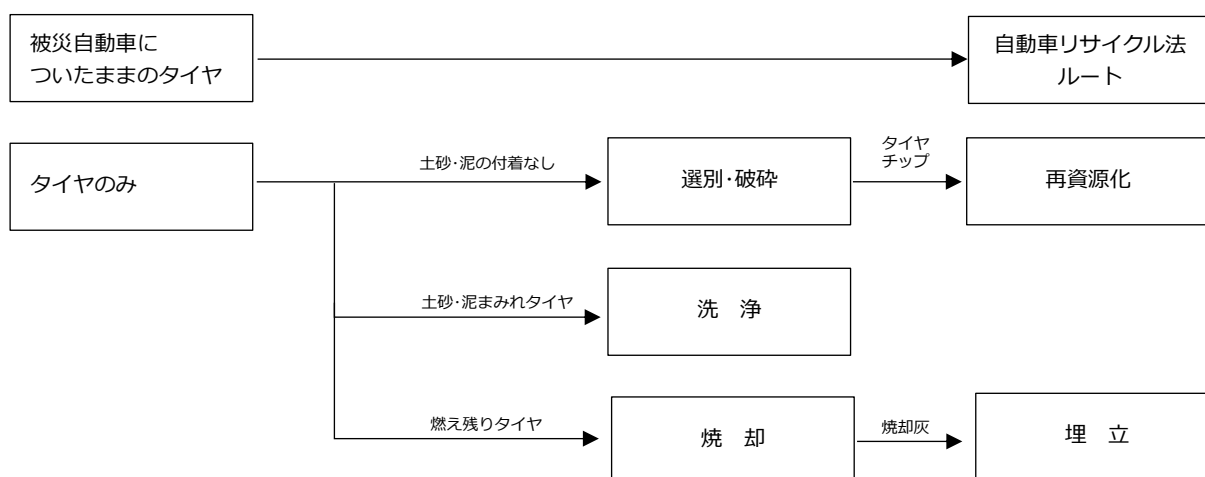 被災自動車に
ついたままのタイヤ
自動車リサイクル法
ルート
タイヤのみ
土砂・泥の付着なし
選別・破砕
タイヤ
チップ
再資源化
土砂・泥まみれタイヤ
洗　浄
燃え残りタイヤ
焼　却
焼却灰
埋　立